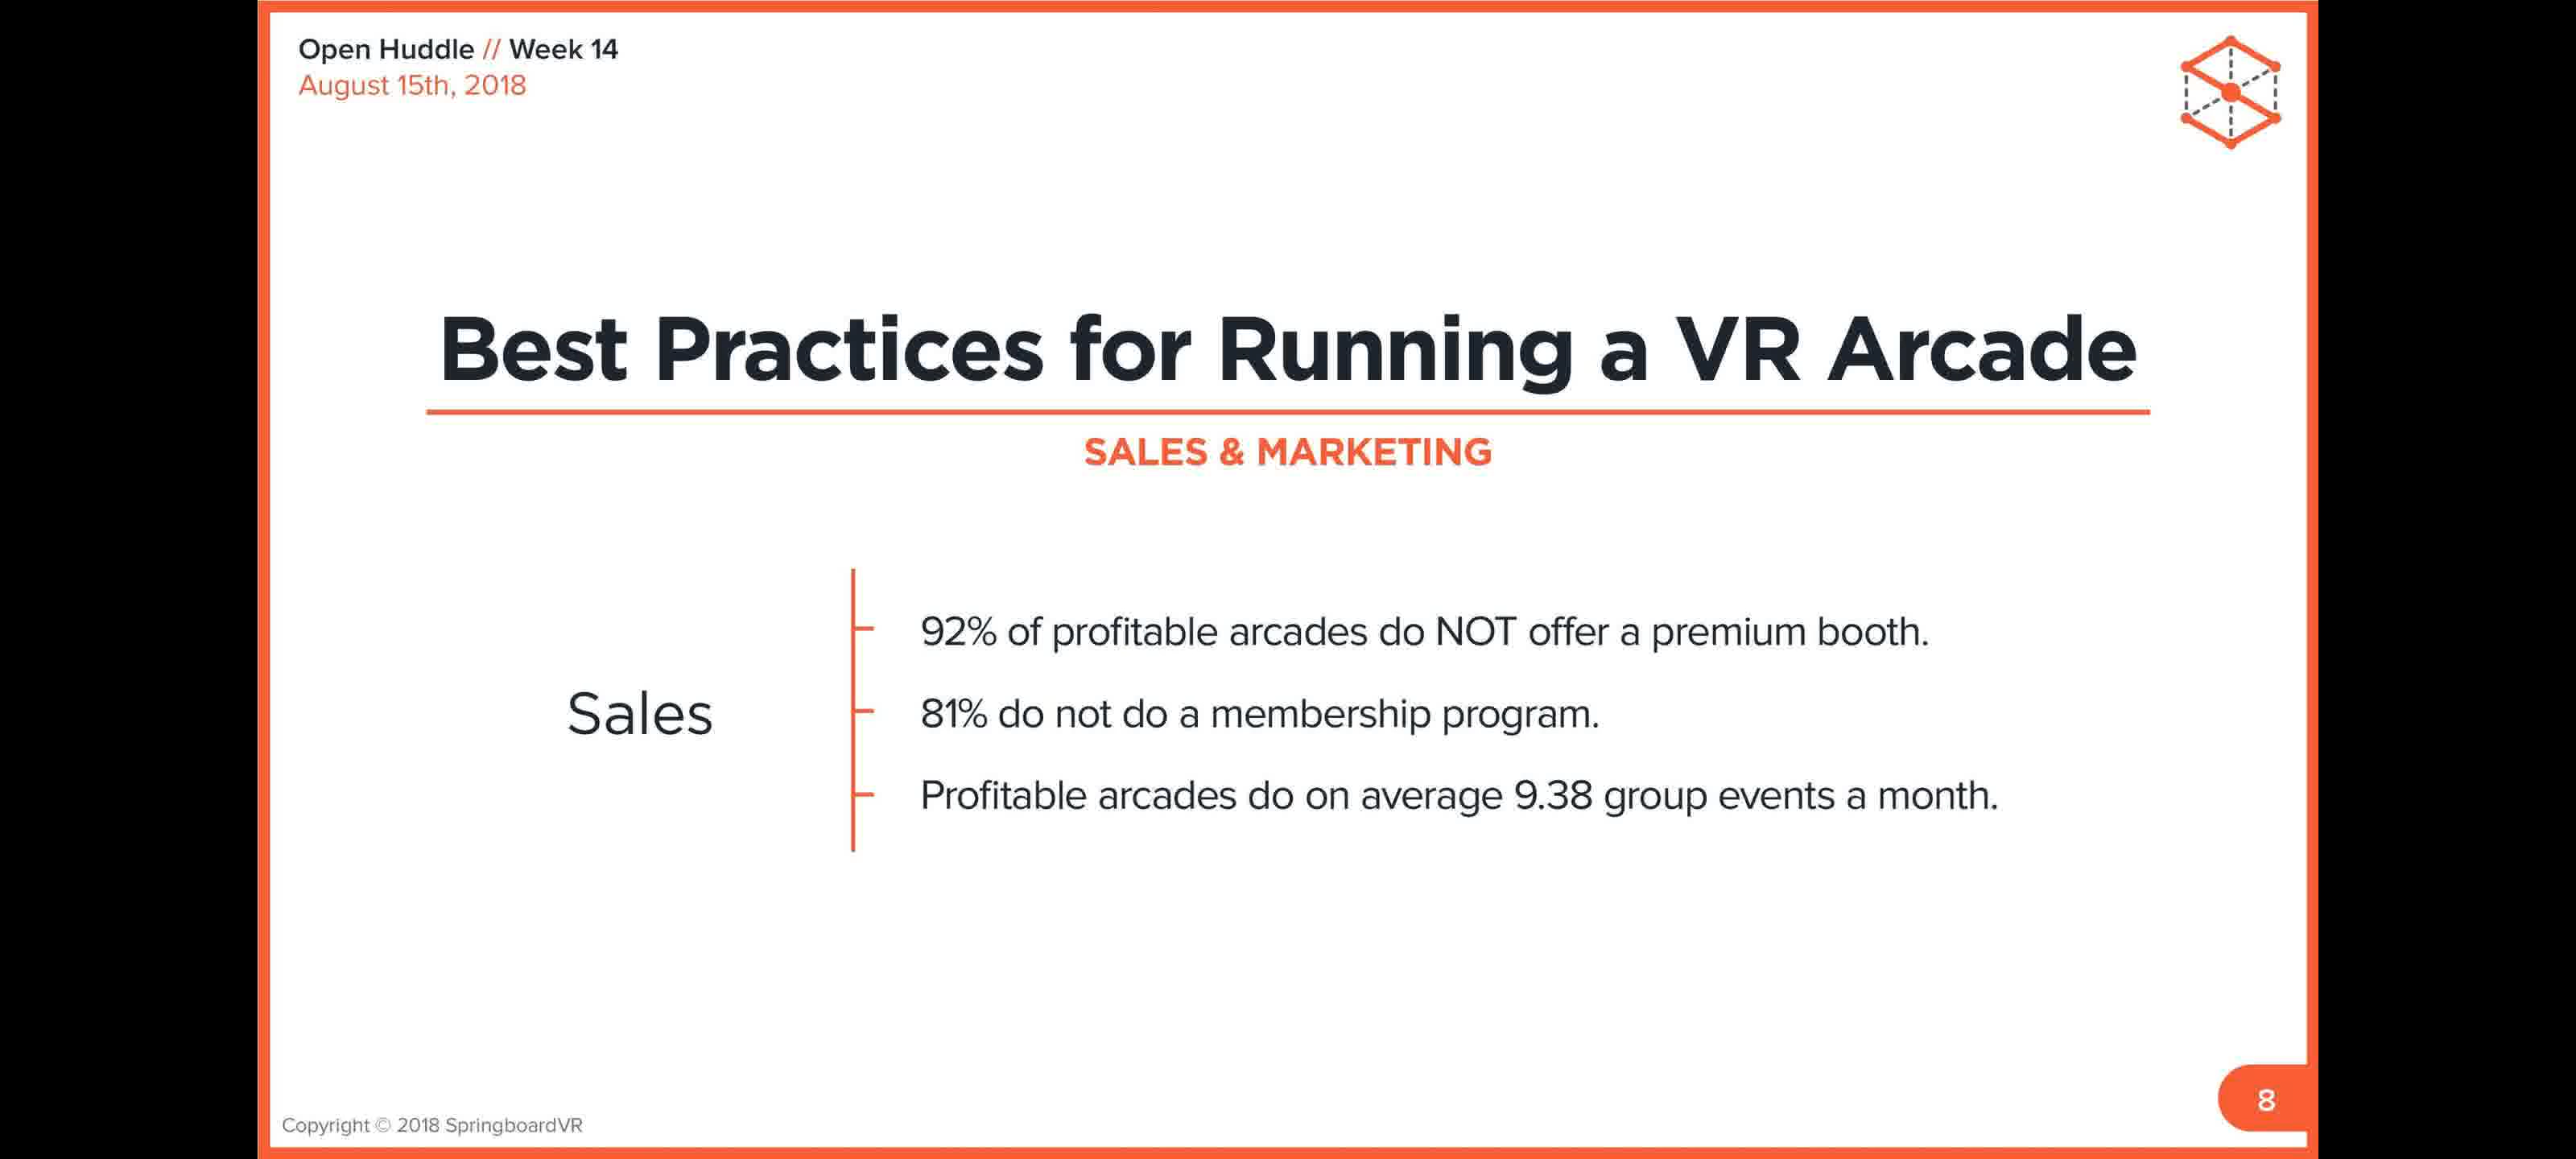 Open Huddle // Week 14
August 15th, 2018
Best Practices for Running a VR Arcade
SALES & MARKETING
Sales
92% of profitable arcades do NOT offer a premium booth.
81% do not do a membership program.
Profitable arcades do on average 9.38 group events a month.
Copyright © 2018 SpringboardVR
8